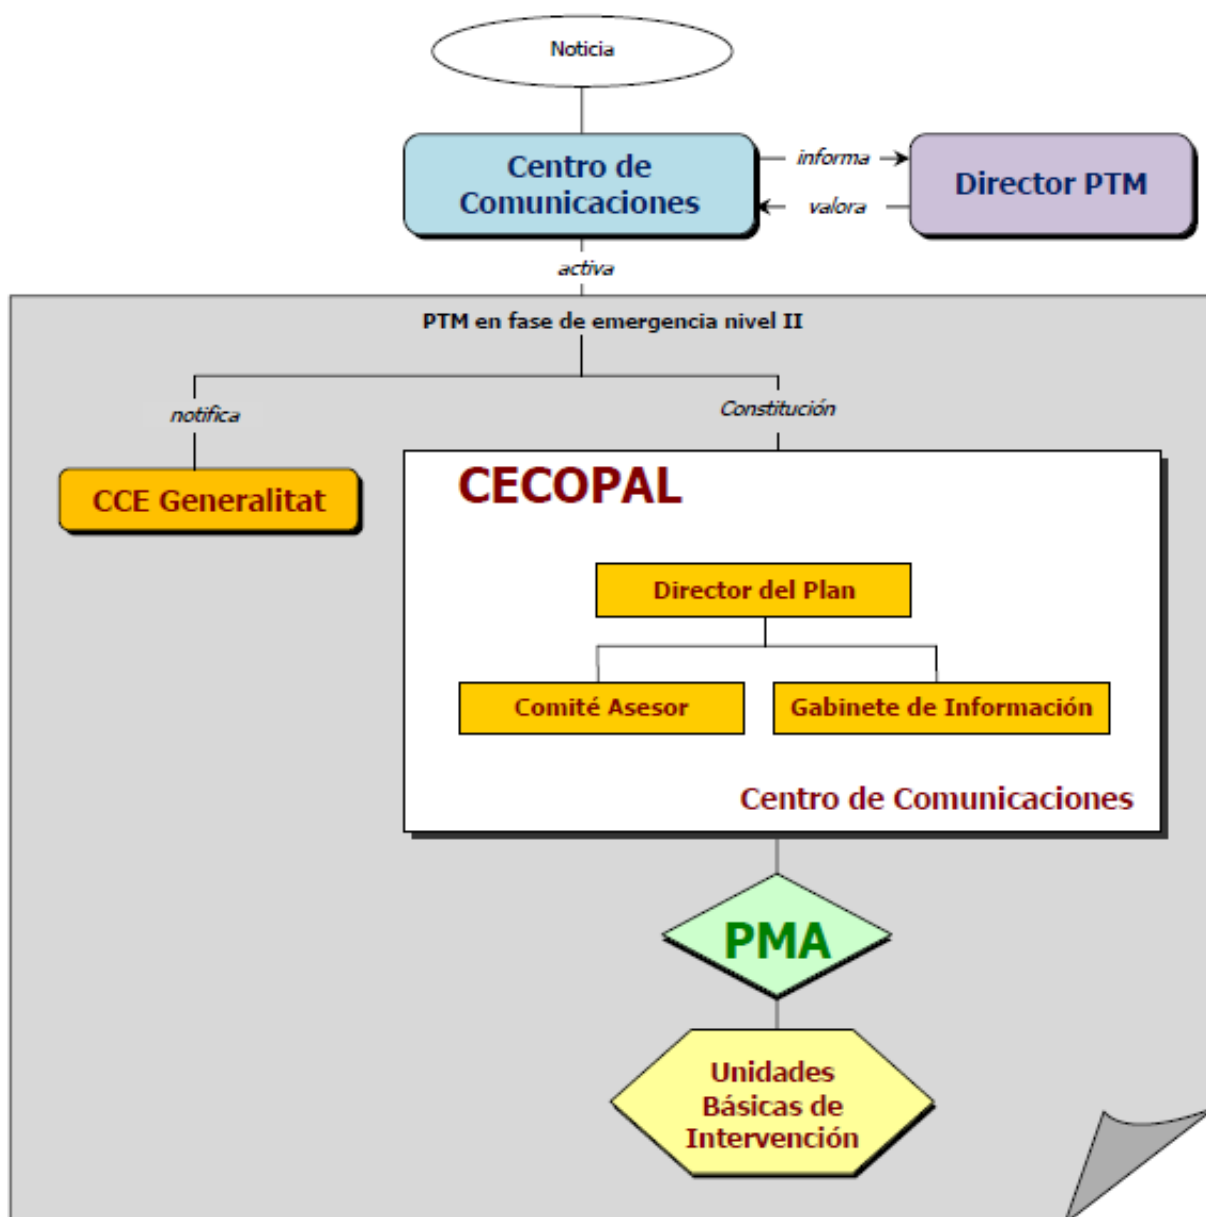 Noticia
Centro de
Comunicaciones
informa
valora
Director PTM
activa
PTM en fase de emergencia nivel II
notifica
Constitución
CCE Generalitat
CECOPAL
Director del Plan
Comité Asesor
Gabinete de Información
Centro de Comunicaciones
PMA
Unidades
Básicas de
Intervención